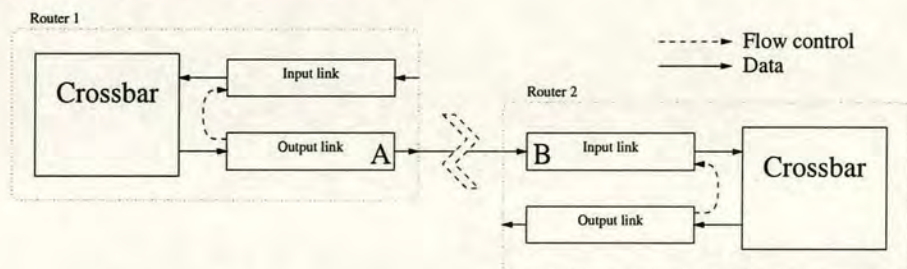 Router 1
Crossbar
Input link
Output link
A
Flow control
Data
Router 2
B
Input link
Output link
Crossbar